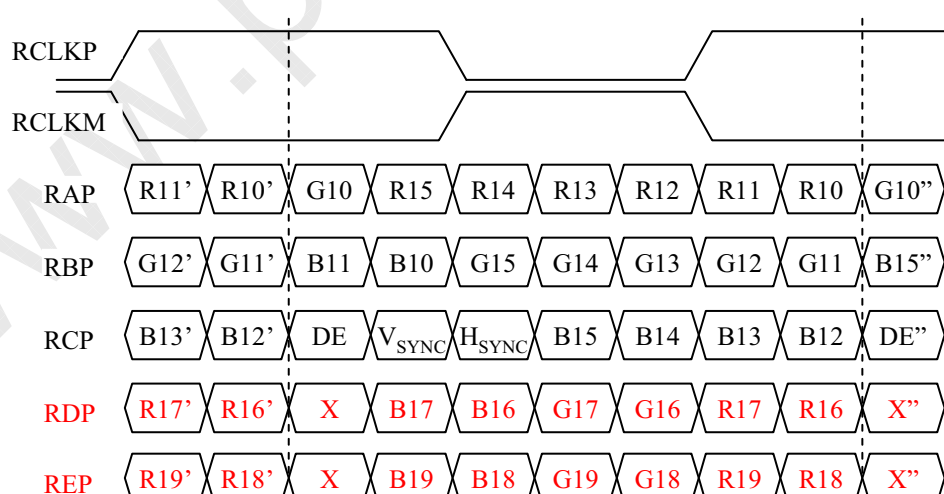 RCLKP
RCLKM
RAP R11’ R10’ G10 R15 R14 R13 R12 R11 R10 G10”
RBP G12’ G11’ B11 B10 G15 G14 G13 G12 G11 B15”
RCP B13’ B12’ DE VSYNC HSYNC B15 B14 B13 B12 DE”
RDP R17’ R16’ X B17 B16 G17 G16 R17 R16 X”
REP R19’ R18’ X B19 B18 G19 G18 R19 R18 X”